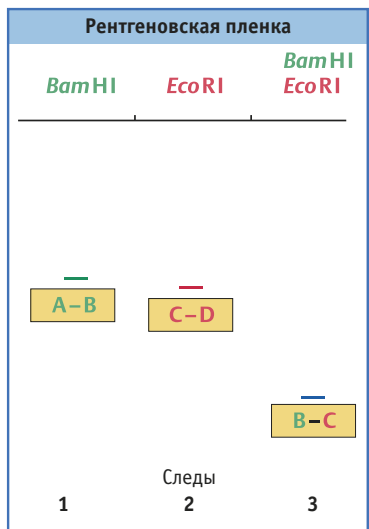 Рентгеновская пленка
BamHI EcoRI BamHI
EcoRI
A–B
C–D
B–C
Следы
1 2 3